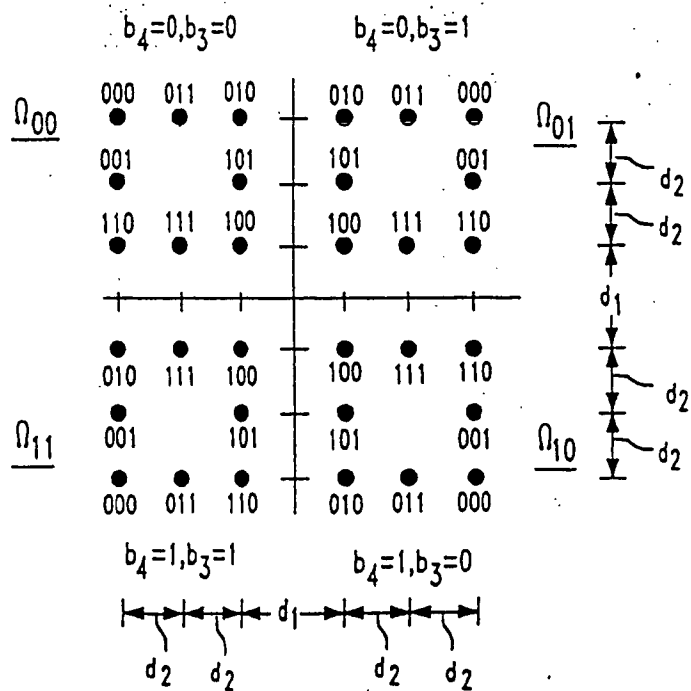 b4=0,b3=0 b4=0,b3=1
000 011 010 010 011 000
Ω00 Ω01
001 101 101 001
d2
110 111 100 100 111 110
d2
d1
010 111 100 100 111 110
d2
Ω11 001 101 101 001 Ω10
d2
000 011 110 010 011 000
b4=1,b3=1 b4=1,b3=0
d1
d2 d2 d2 d2